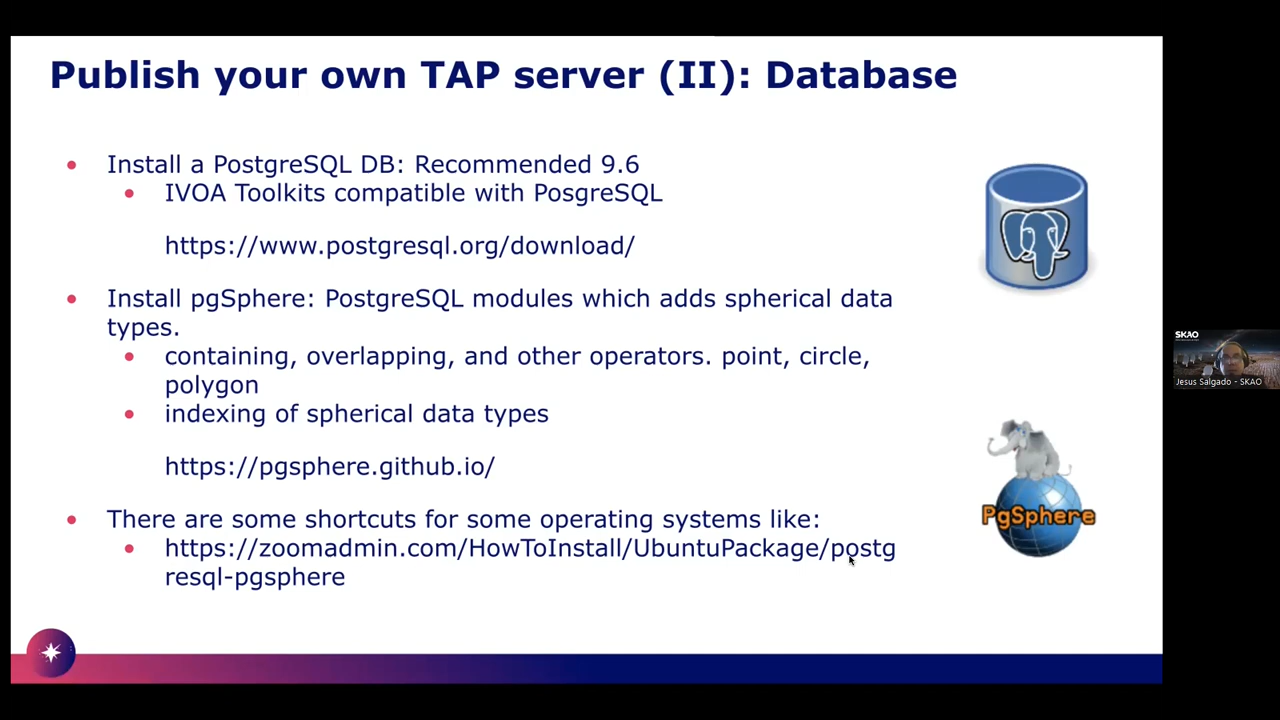 Publish your own TAP server (II): Database
Install a PostgreSQL DB: Recommended 9.6
IVOA Toolkits compatible with PosgreSQL
https://www.postgresql.org/download/
Install pgSphere: PostgreSQL modules which adds spherical data
types.
containing, overlapping, and other operators. point, circle,
polygon
indexing of spherical data types
https://pgsphere.github.io/
There are some shortcuts for some operating systems like:
https://zoomadmin.com/HowToInstall/UbuntuPackage/postg
resql-pgsphere
PgSphere
SKAO
Jesus Salgado - SKAO